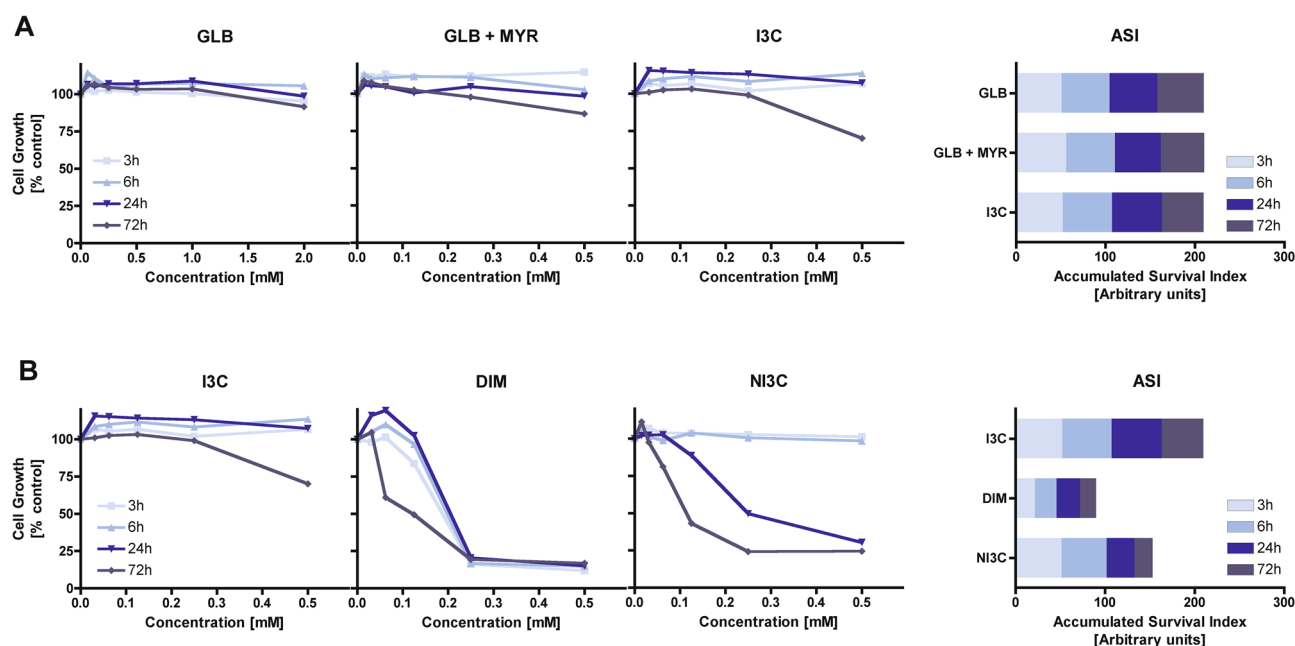 A
GLB
GLB + MYR
I3C
ASI
Cell Growth
[% control]
100
75
50
25
0
3h
6h
24h
72h
0.0 0.5 1.0 1.5 2.0
Concentration [mM]
0.0 0.1 0.2 0.3 0.4 0.5
Concentration [mM]
0.0 0.1 0.2 0.3 0.4 0.5
Concentration [mM]
GLB
GLB + MYR
I3C
3h
6h
24h
72h
0 100 200 300
Accumulated Survival Index
[Arbitrary units]
B
I3C
DIM
NI3C
ASI
Cell Growth
[% control]
100
75
50
25
0
3h
6h
24h
72h
0.0 0.1 0.2 0.3 0.4 0.5
Concentration [mM]
0.0 0.1 0.2 0.3 0.4 0.5
Concentration [mM]
0.0 0.1 0.2 0.3 0.4 0.5
Concentration [mM]
I3C
DIM
NI3C
3h
6h
24h
72h
0 100 200 300
Accumulated Survival Index
[Arbitrary units]